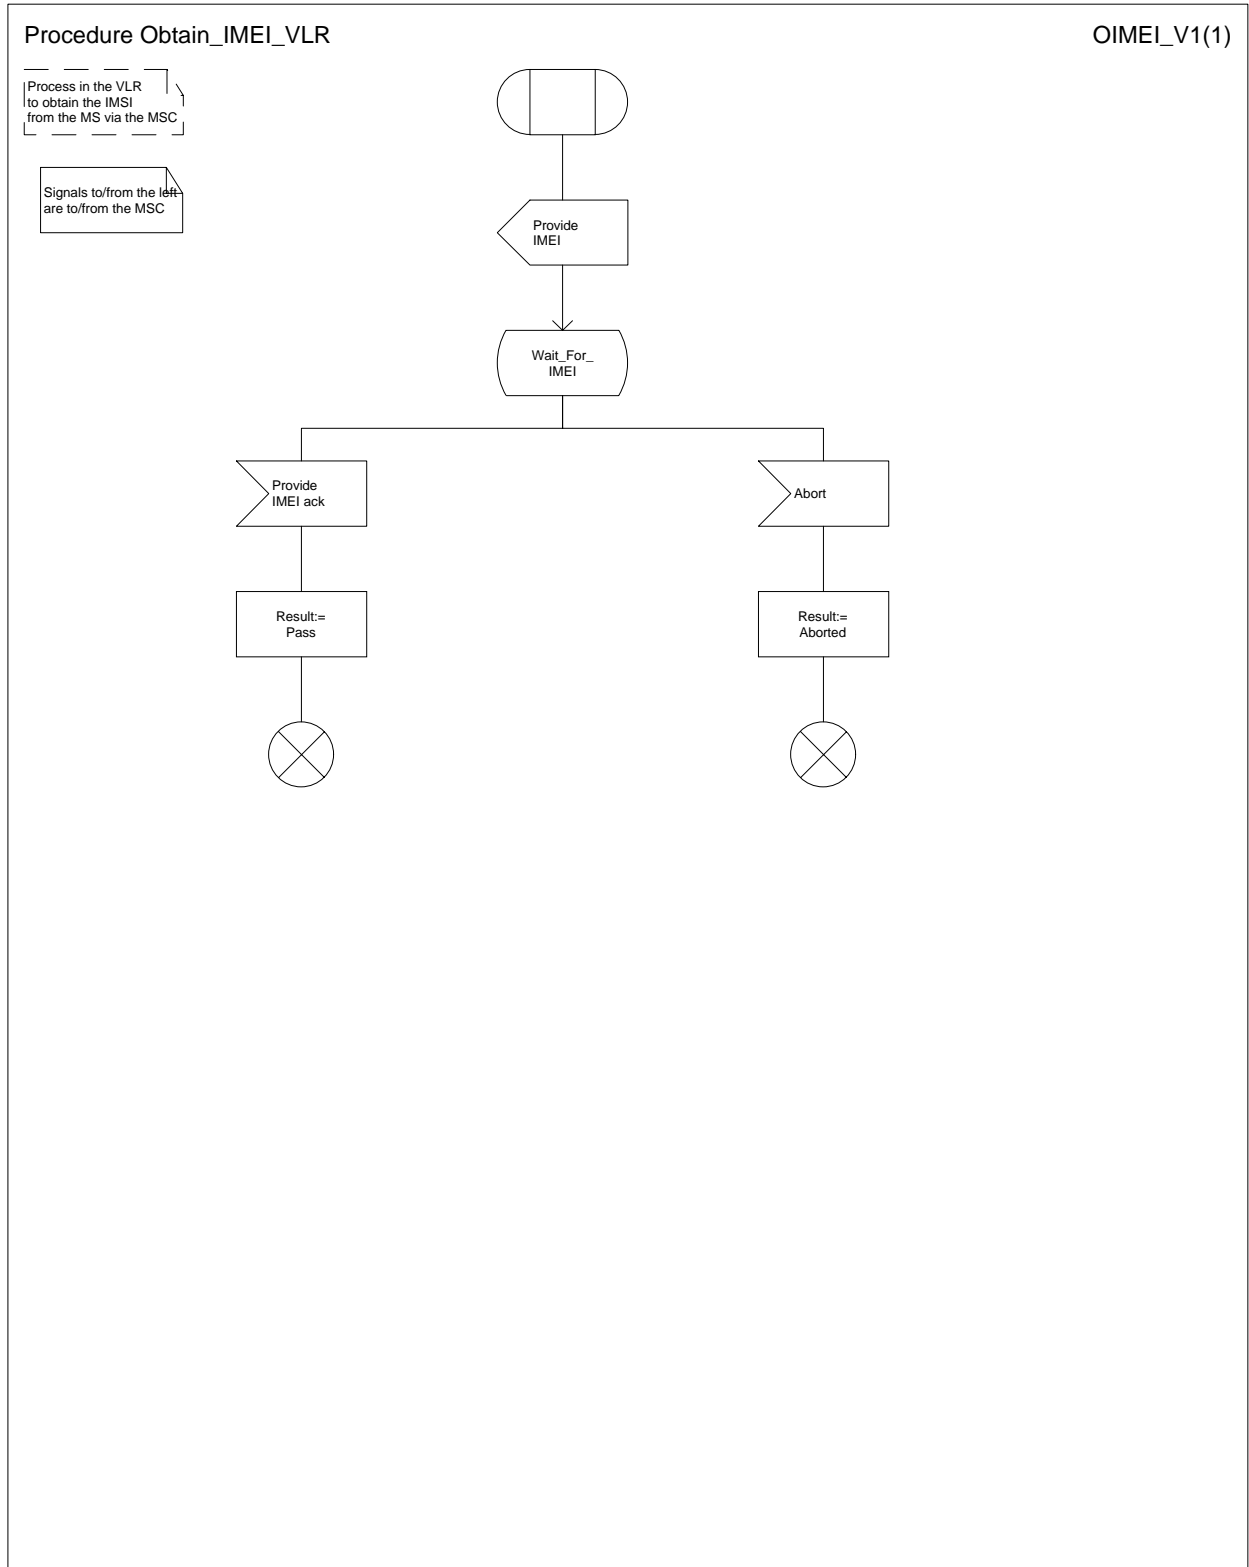 Procedure Obtain_IMEI_VLR
OIMEI_V1(1)
Process in the VLR
to obtain the IMSI
from the MS via the MSC
Signals to/from the left
are to/from the MSC
Provide
IMEI
Wait_For_
IMEI
Provide
IMEI ack
Abort
Result:=
Pass
Result:=
Aborted